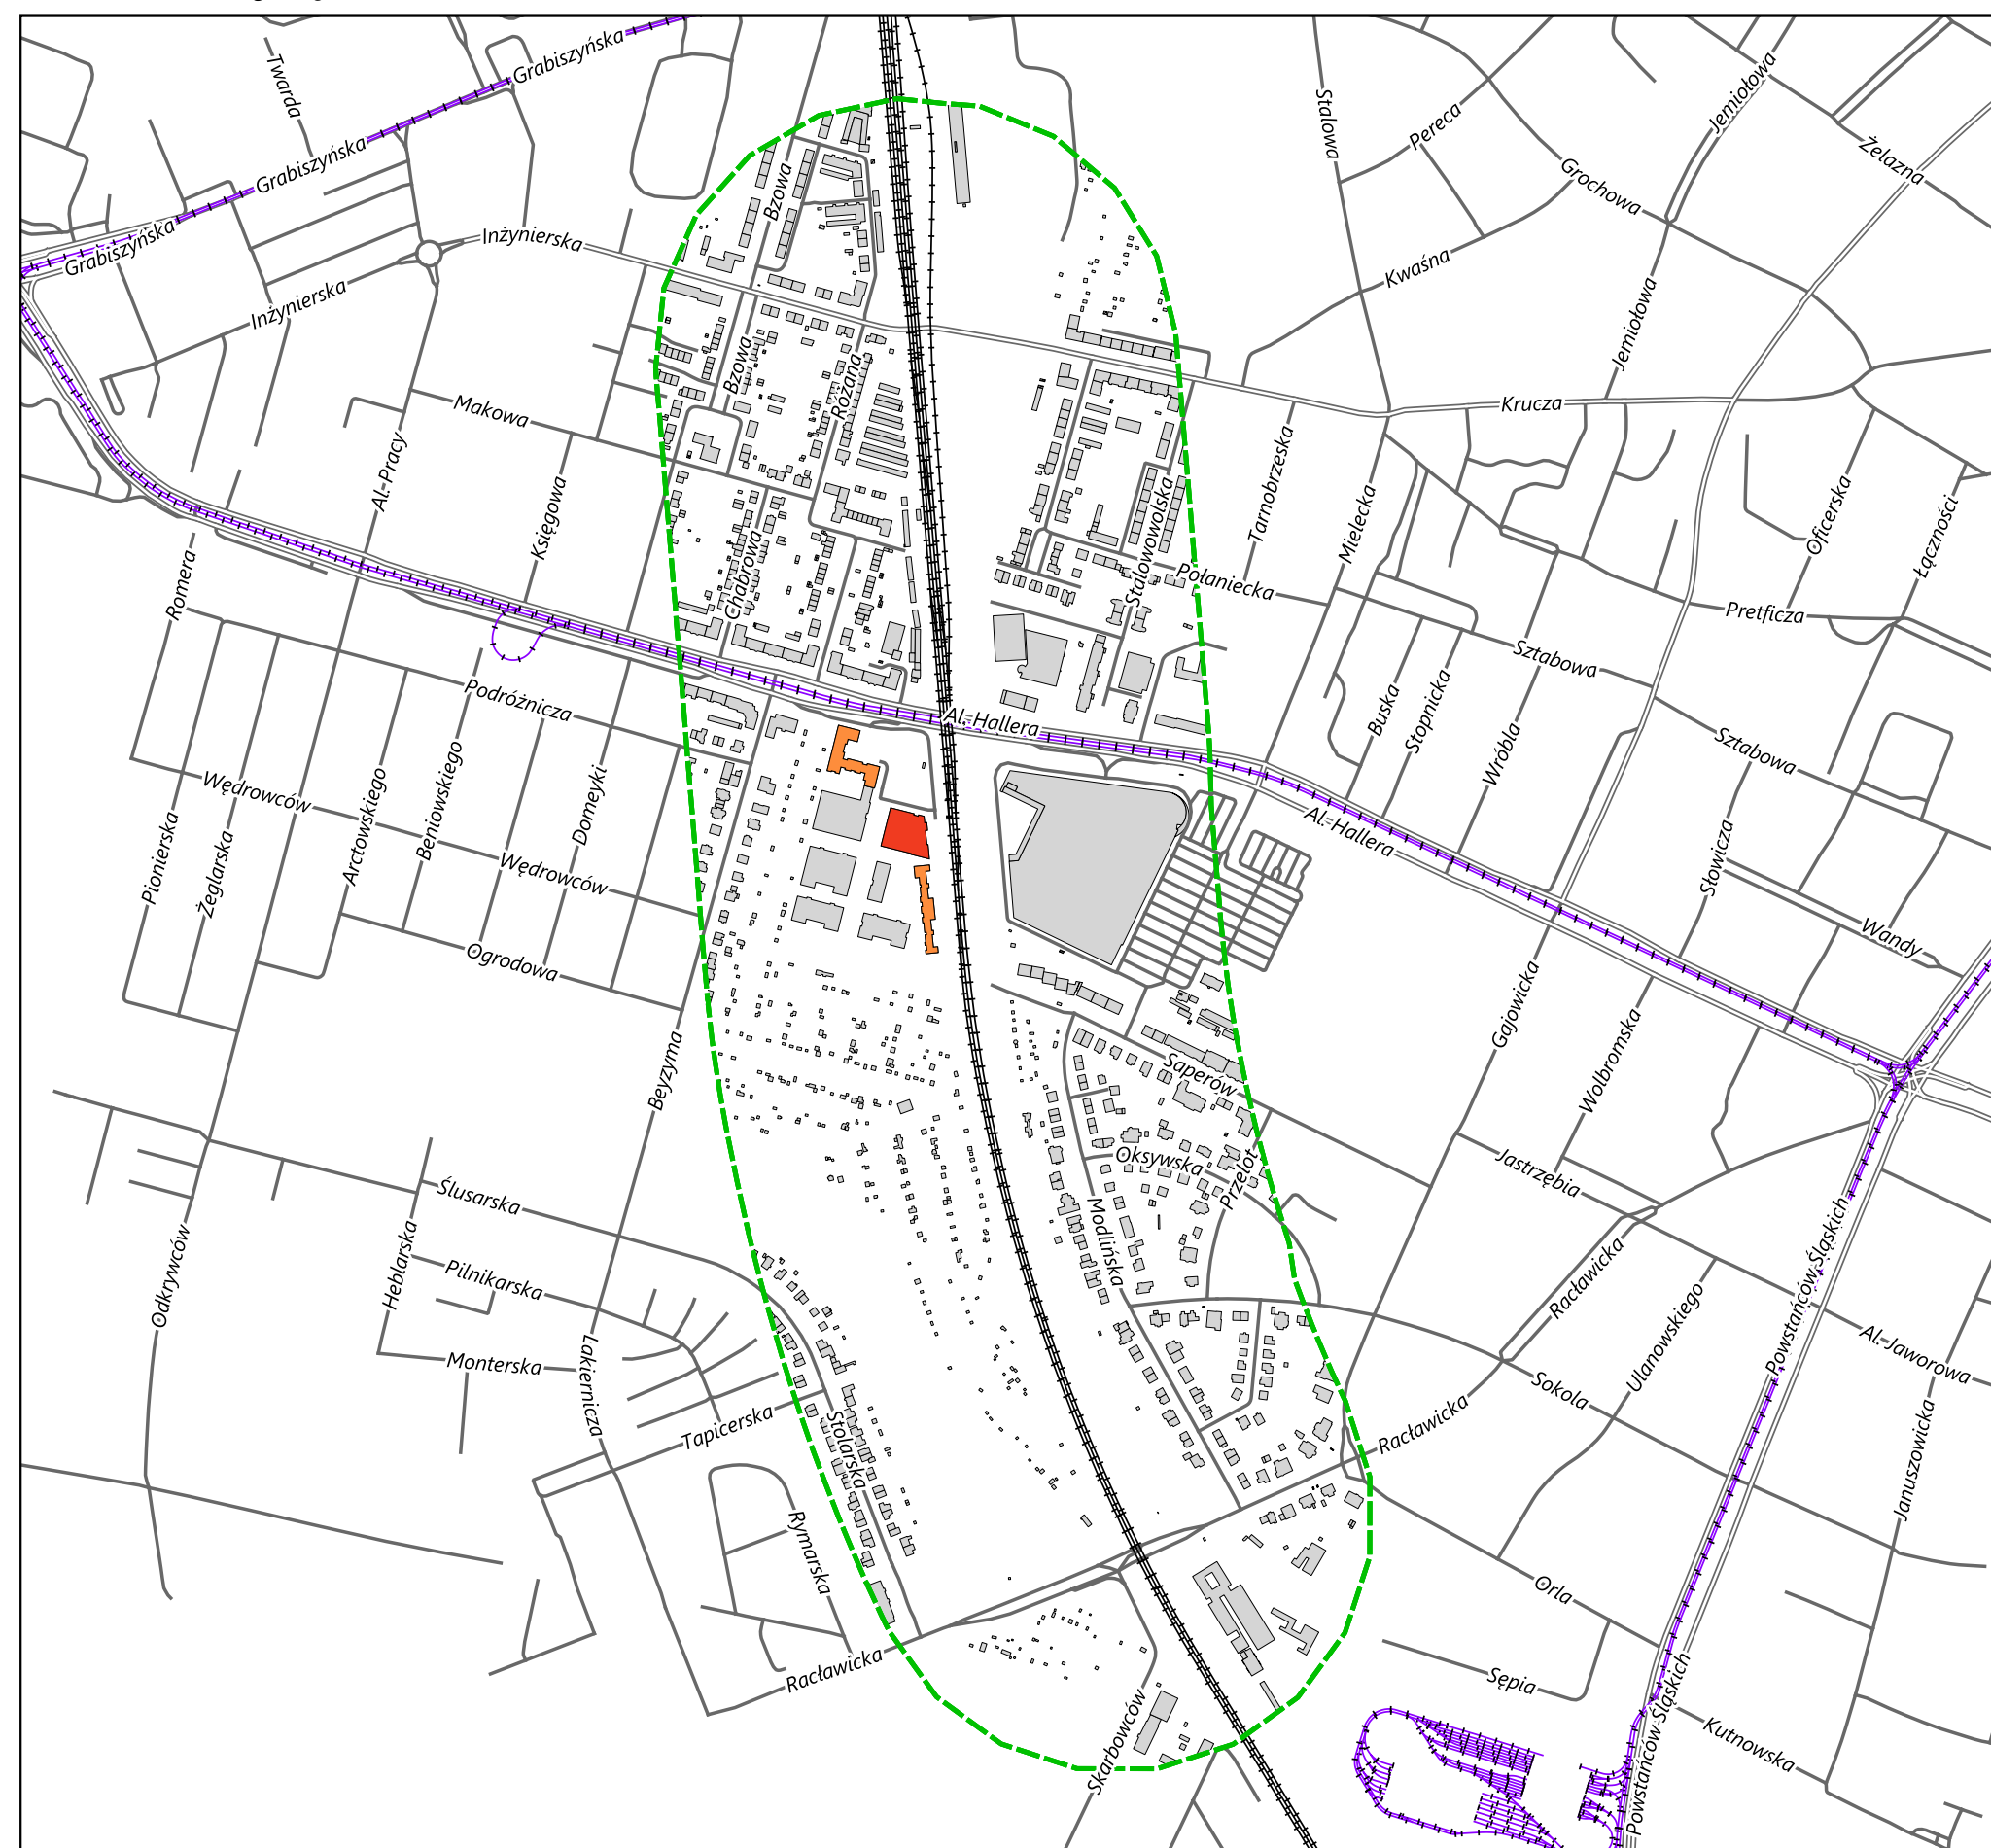 Grabiszyńska
Twarda
Jemiołowa
Stalowa
Pereca
Grabiszyńska
Żelazna
Grochowa
Bzowa
Grabiszyńska
Inżynierska
Kwaśna
Inżynierska
Jemiołowa
Bzowa
Różana
Makowa
Krucza
Al. Pracy
Księgowa
Tarnobrzeska
Mielecka
Oficerska
Łączności
Stalowowolska
Chabrowa
Romera
Połaniecka
Pretficza
Sztabowa
Podróżnicza
Buska
Stopnicka
Al. Hallera
Wróbla
Sztabowa
Wędrowców
Domeyki
Beniowskiego
Arctowskiego
Pionierska
Żeglarska
Al. Hallera
Wędrowców
Słowicza
Wandy
Ogrodowa
Gajowicka
Wolbromska
Beyzyma
Saperów
Oksywska
Przelot
Jastrzębia
Ślusarska
Modlińska
Powstańców Śląskich
Odkrywców
Heblarska
Pilnikarska
Racławicka
Ulanowskiego
Al. Jaworowa
Monterska
Lakiernicza
Sokola
Racławicka
Tapicerska
Stolarska
Januszowicka
Rymarska
Orla
Racławicka
Sępia
Skarbowców
Powstańców Śląskich
Kutnowska